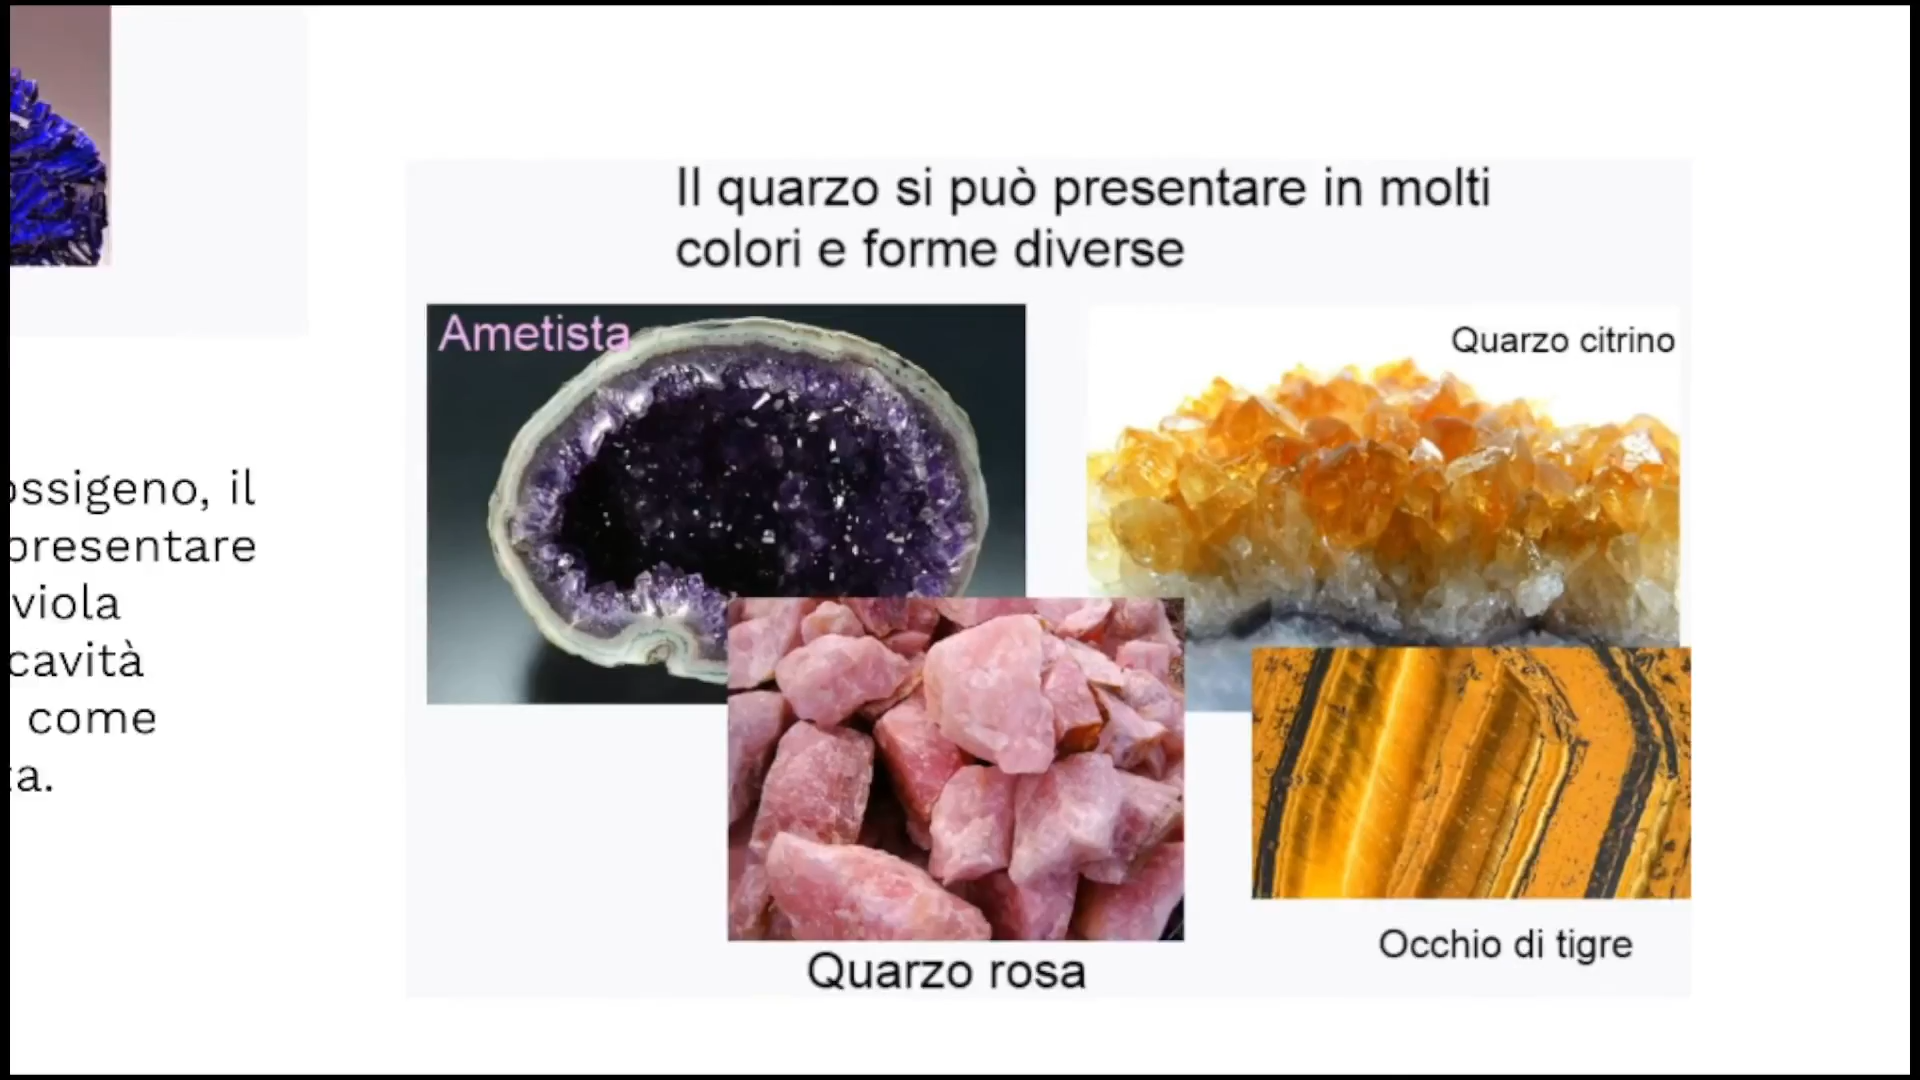 Il quarzo si può presentare in molti
colori e forme diverse
Ametista
Quarzo citrino
Quarzo rosa
Occhio di tigre
ossigeno, il
presentare
viola
cavità
come